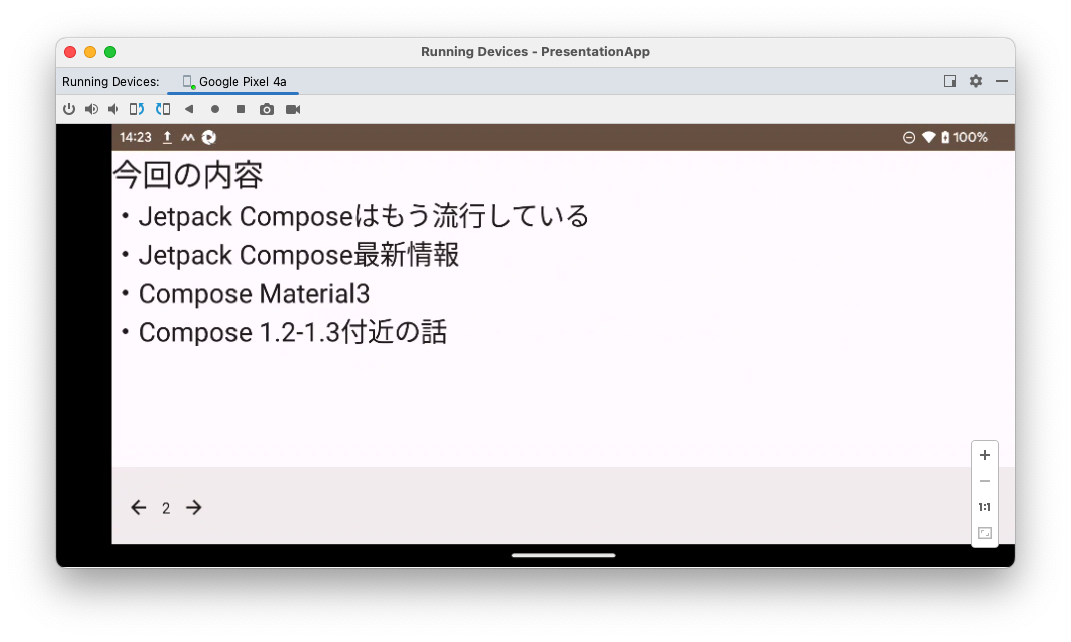 Running Devices - PresentationApp
Running Devices: Google Pixel 4a
14:23 100%
今回の内容
・Jetpack Composeはもう流行している
・Jetpack Compose最新情報
・Compose Material3
・Compose 1.2-1.3付近の話
2
1:1